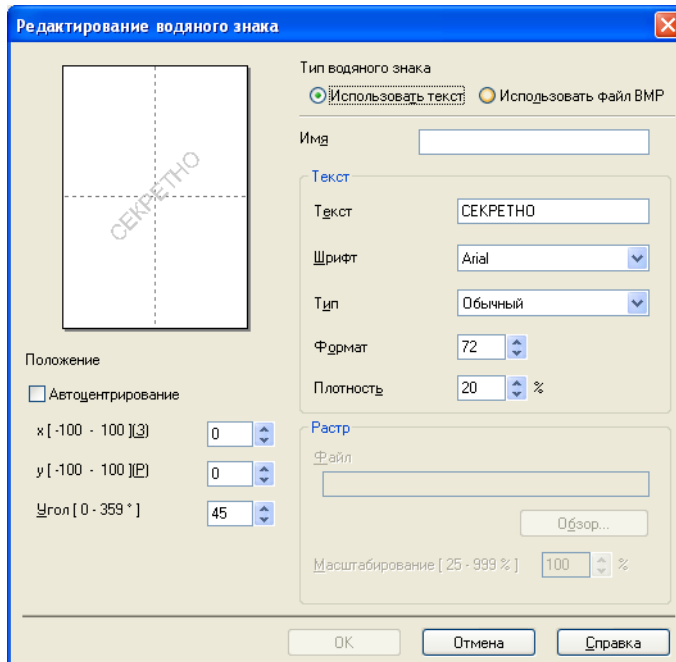 Редактирование водяного знака
Тип водяного знака
Использовать текст Использовать файл BMP
Имя
СЕКРЕТНО
Текст
Текст СЕКРЕТНО
Шрифт Arial
Тип Обычный
Формат 72
Плотность 20 %
Положение
Автоцентрирование
x [ -100 - 100 ](З) 0
y [ -100 - 100 ](Р) 0
Угол [ 0 - 359 ° ] 45
Растр
Файл
Обзор...
Масштабирование [ 25 - 999 % ] 100 %
OK Отмена Справка